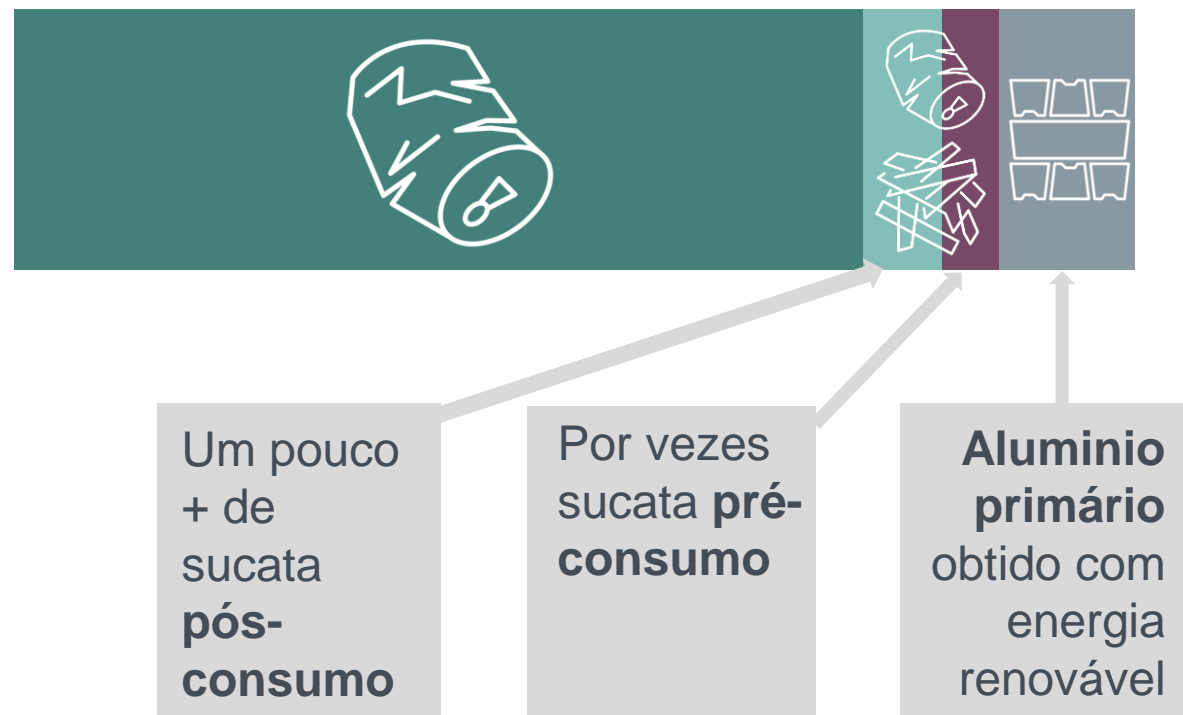 Um pouco
+ de
sucata
pós-
consumo
Por vezes
sucata pré-
consumo
Aluminio
primário
obtido com
energia
renovável